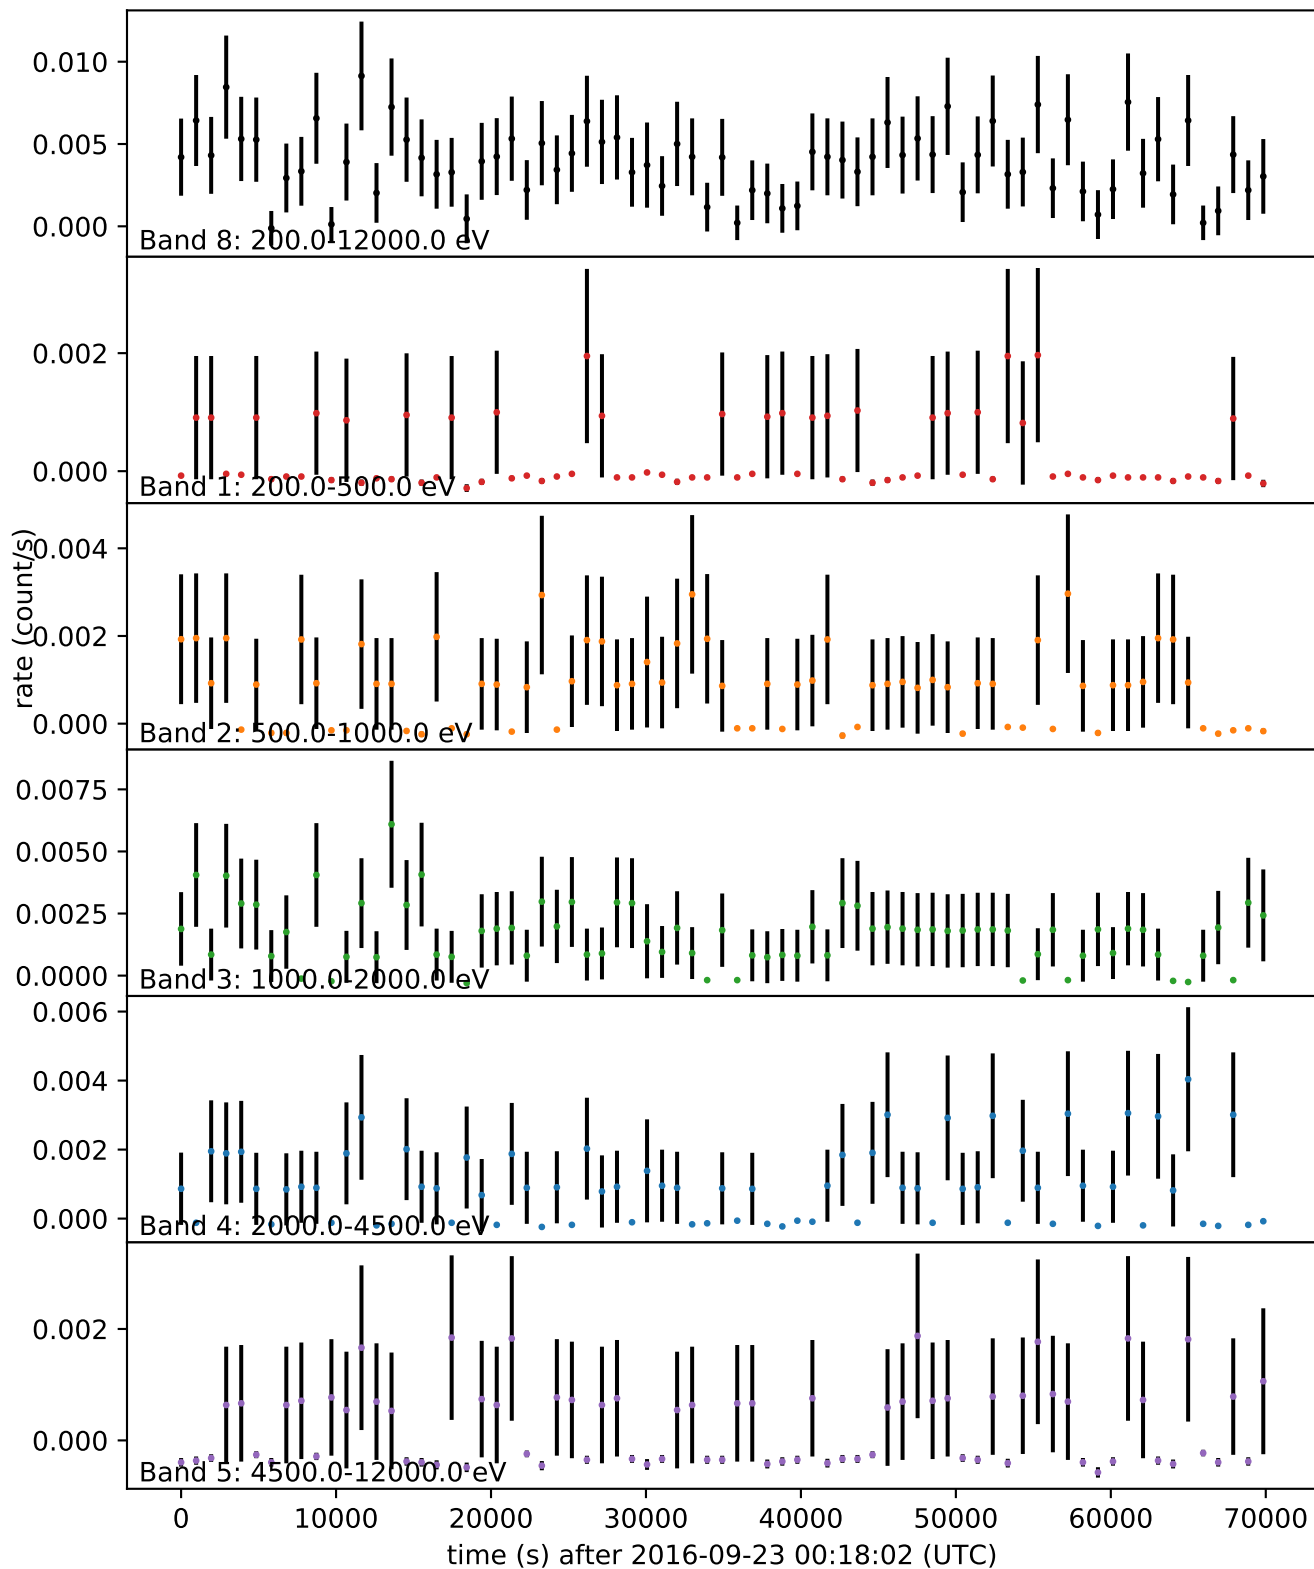 0.010
0.005
0.000
Band 8: 200.0-12000.0 eV
0.002
0.000
Band 1: 200.0-500.0 eV
rate (count/s)
0.004
0.002
0.000
Band 2: 500.0-1000.0 eV
0.0075
0.0050
0.0025
0.0000
Band 3: 1000.0-2000.0 eV
0.006
0.004
0.002
0.000
Band 4: 2000.0-4500.0 eV
0.002
0.000
Band 5: 4500.0-12000.0 eV
0 10000 20000 30000 40000 50000 60000 70000
time (s) after 2016-09-23 00:18:02 (UTC)